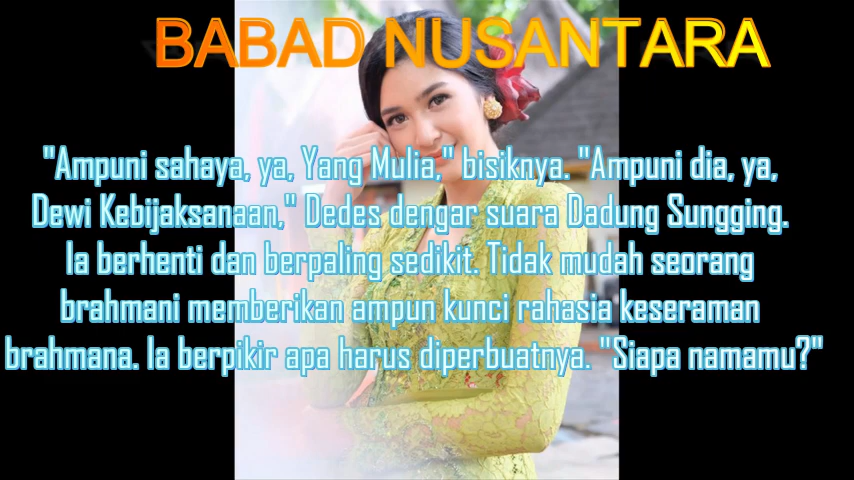 BABAD NUSANTARA
"Ampuni sahaya, ya, Yang Mulia," bisiknya. "Ampuni dia, ya,
Dewi Kebijaksanaan," Dedes dengar suara Dadung Sungging.
Ia berhenti dan berpaling sedikit. Tidak mudah seorang
brahmani memberikan ampun kunci rahasia keseraman
brahmana. Ia berpikir apa harus diperbuatnya. "Siapa namamu?"